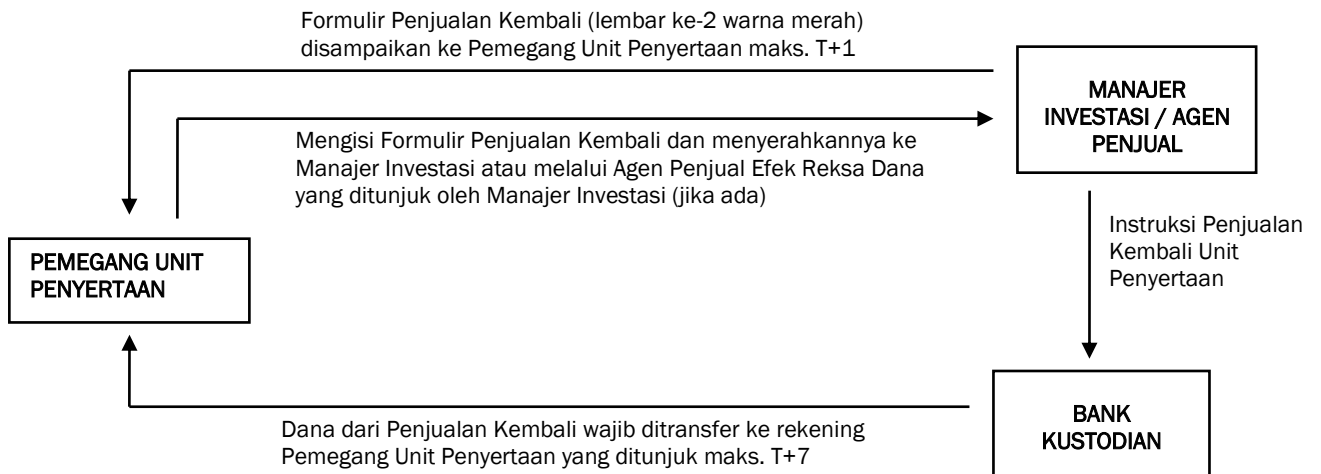 Formulir Penjualan Kembali (lembar ke-2 warna merah)
disampaikan ke Pemegang Unit Penyertaan maks. T+1
MANAJER
INVESTASI / AGEN
PENJUAL
Mengisi Formulir Penjualan Kembali dan menyerahkannya ke
Manajer Investasi atau melalui Agen Penjual Efek Reksa Dana
yang ditunjuk oleh Manajer Investasi (jika ada)
Instruksi Penjualan
Kembali Unit
Penyertaan
PEMEGANG UNIT
PENYERTAAN
BANK
KUSTODIAN
Dana dari Penjualan Kembali wajib ditransfer ke rekening
Pemegang Unit Penyertaan yang ditunjuk maks. T+7